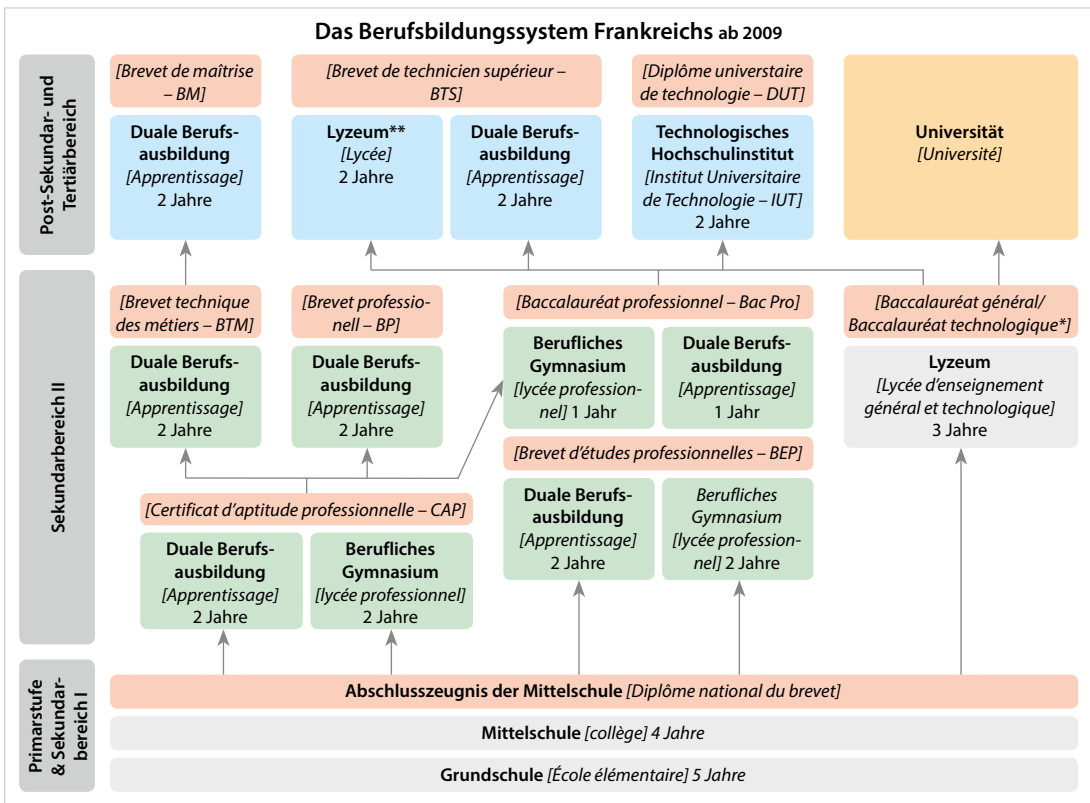 Das Berufsbildungssystem Frankreichs ab 2009
Post-Sekundar- und
Tertiärbereich
[Brevet de maîtrise
– BM]
Duale Berufs-
ausbildung
[Apprentissage]
2 Jahre
[Brevet de technicien supérieur –
BTS]
Lyzeum**
[Lycée]
2 Jahre
Duale Berufs-
ausbildung
[Apprentissage]
2 Jahre
[Diplôme universtaire
de technologie – DUT]
Technologisches
Hochschulinstitut
[Institut Universitaire
de Technologie – IUT]
2 Jahre
Universität
[Université]
Sekundarbereich II
[Brevet technique
des métiers – BTM]
Duale Berufs-
ausbildung
[Apprentissage]
2 Jahre
[Brevet professio-
nell – BP]
Duale Berufs-
ausbildung
[Apprentissage]
2 Jahre
[Baccalauréat professionnel – Bac Pro]
Berufliches
Gymnasium
[lycée profession-
nel] 1 Jahr
Duale Berufs-
ausbildung
[Apprentissage]
1 Jahr
[Baccalauréat général/
Baccalauréat technologique*]
Lyzeum
[Lycée d’enseignement
général et technologique]
3 Jahre
[Brevet d’études professionnelles – BEP]
Duale Berufs-
ausbildung
[Apprentissage]
2 Jahre
Berufliches
Gymnasium
[lycée profession-
nel] 2 Jahre
[Certificat d’aptitude professionnelle – CAP]
Duale Berufs-
ausbildung
[Apprentissage]
2 Jahre
Berufliches
Gymnasium
[lycée professionnel]
2 Jahre
Primarstufe
& Sekundar-
bereich I
Abschlusszeugnis der Mittelschule [Diplôme national du brevet]
Mittelschule [collège] 4 Jahre
Grundschule [École élémentaire] 5 Jahre